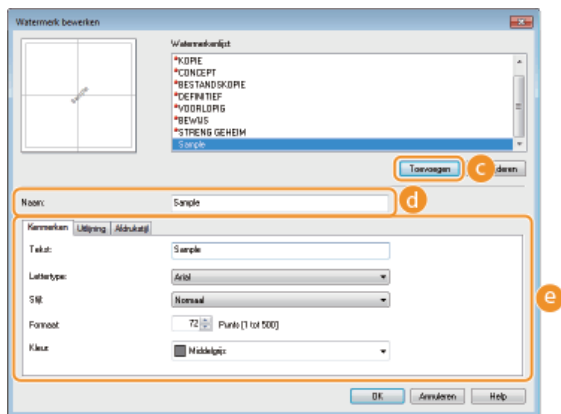 Watermerk bewerken
Watermerkenlijst
*KOPIE
*CONCEPT
*BESTANDSKOPIE
*DEFINITIEF
*VOORLOPIG
*BEWIJS
*STRENG GEHEIM
Sample
Sample
Toevoegen c deren
Naam: Sample d
Kenmerken Uitlijning Afdrukstijl
Tekst: Sample
Lettertype: Arial
Stijl: Normaal
e
Formaat: 72 Punts [1 tot 500]
Kleur: Middelgrijs
OK Annuleren Help